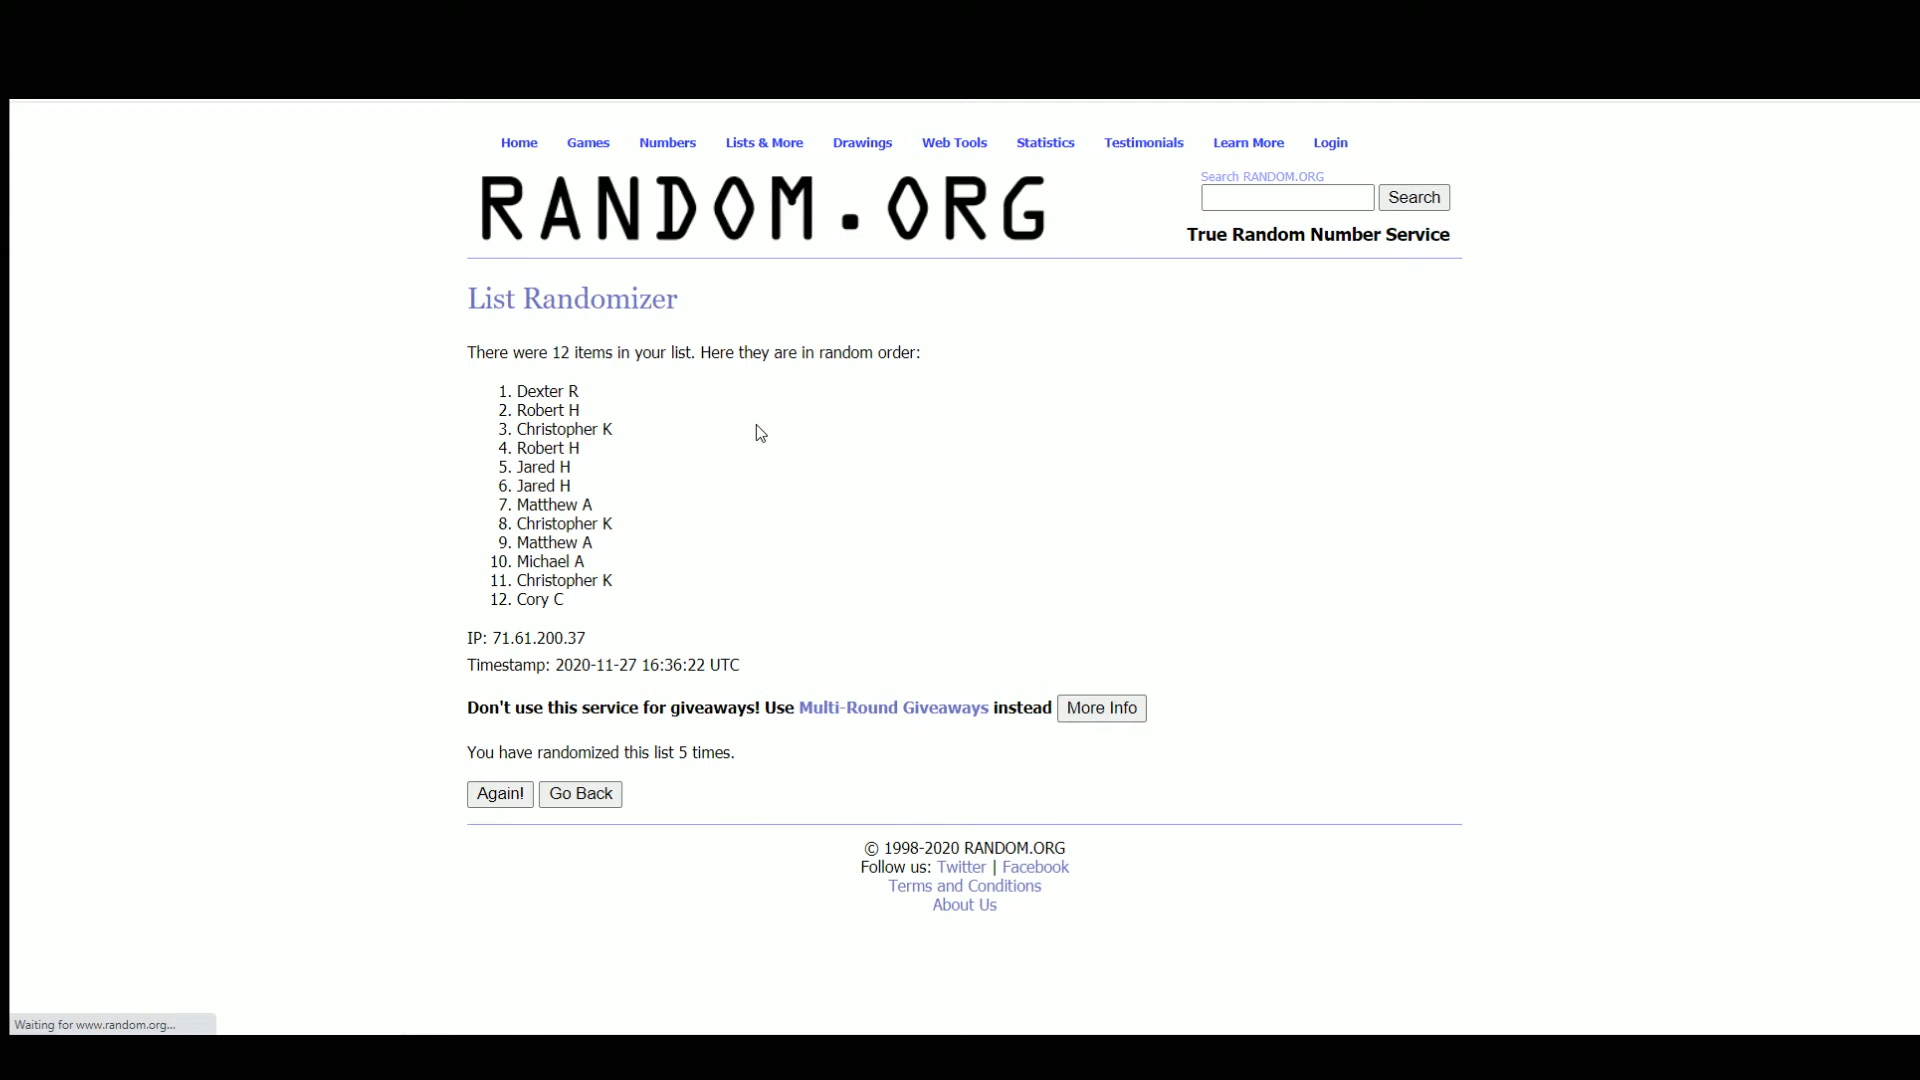 Home Games Numbers Lists & More Drawings Web Tools Statistics Testimonials Learn More Login
RANDOM.ORG
Search RANDOM.ORG
Search
True Random Number Service
List Randomizer
There were 12 items in your list. Here they are in random order:
1. Dexter R
2. Robert H
3. Christopher K
4. Robert H
5. Jared H
6. Jared H
7. Matthew A
8. Christopher K
9. Matthew A
10. Michael A
11. Christopher K
12. Cory C
IP: 71.61.200.37
Timestamp: 2020-11-27 16:36:22 UTC
Don't use this service for giveaways! Use Multi-Round Giveaways instead More Info
You have randomized this list 5 times.
Again! Go Back
© 1998-2020 RANDOM.ORG
Follow us: Twitter | Facebook
Terms and Conditions
About Us
Waiting for www.random.org...